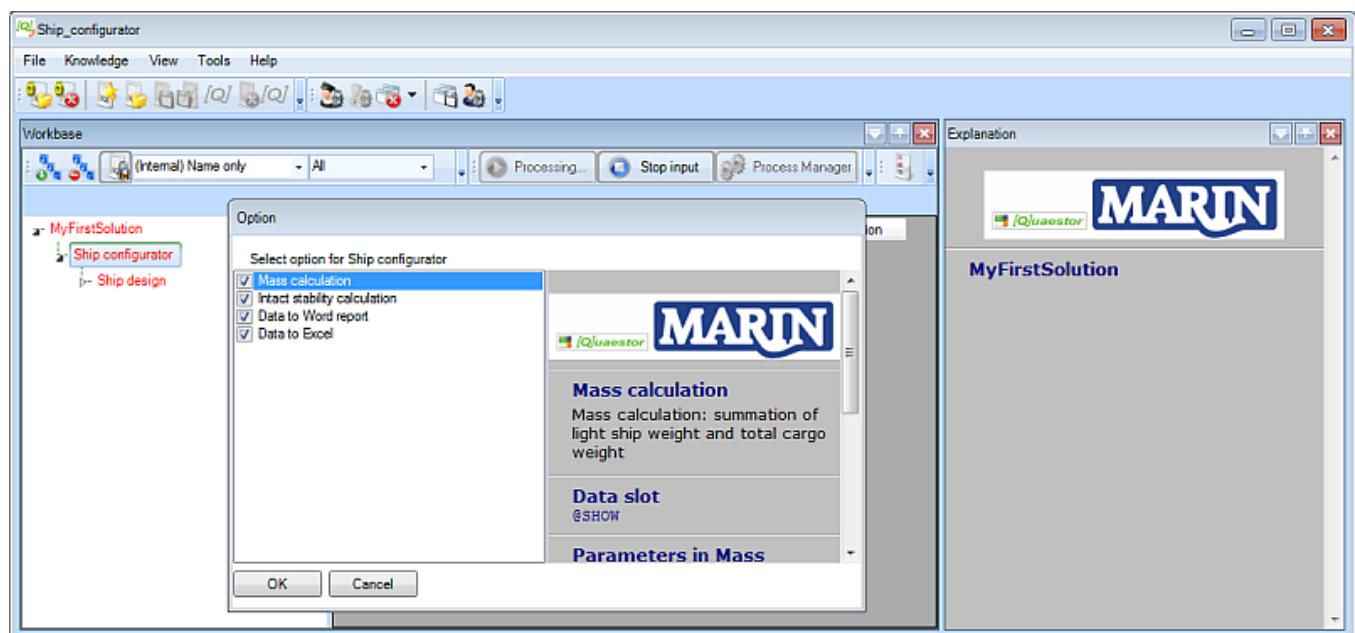 Ship_configurator
File Knowledge View Tools Help
Workbase
Explanation
(Internal) Name only All Processing... Stop input Process Manager
MyFirstSolution
Ship configurator
Ship design
ion
Option
Select option for Ship configurator
Mass calculation
Intact stability calculation
Data to Word report
Data to Excel
[Q]uaestor MARIN
Mass calculation
Mass calculation: summation of
light ship weight and total cargo
weight
Data slot
@SHOW
Parameters in Mass
OK Cancel
[Q]uaestor MARIN
MyFirstSolution